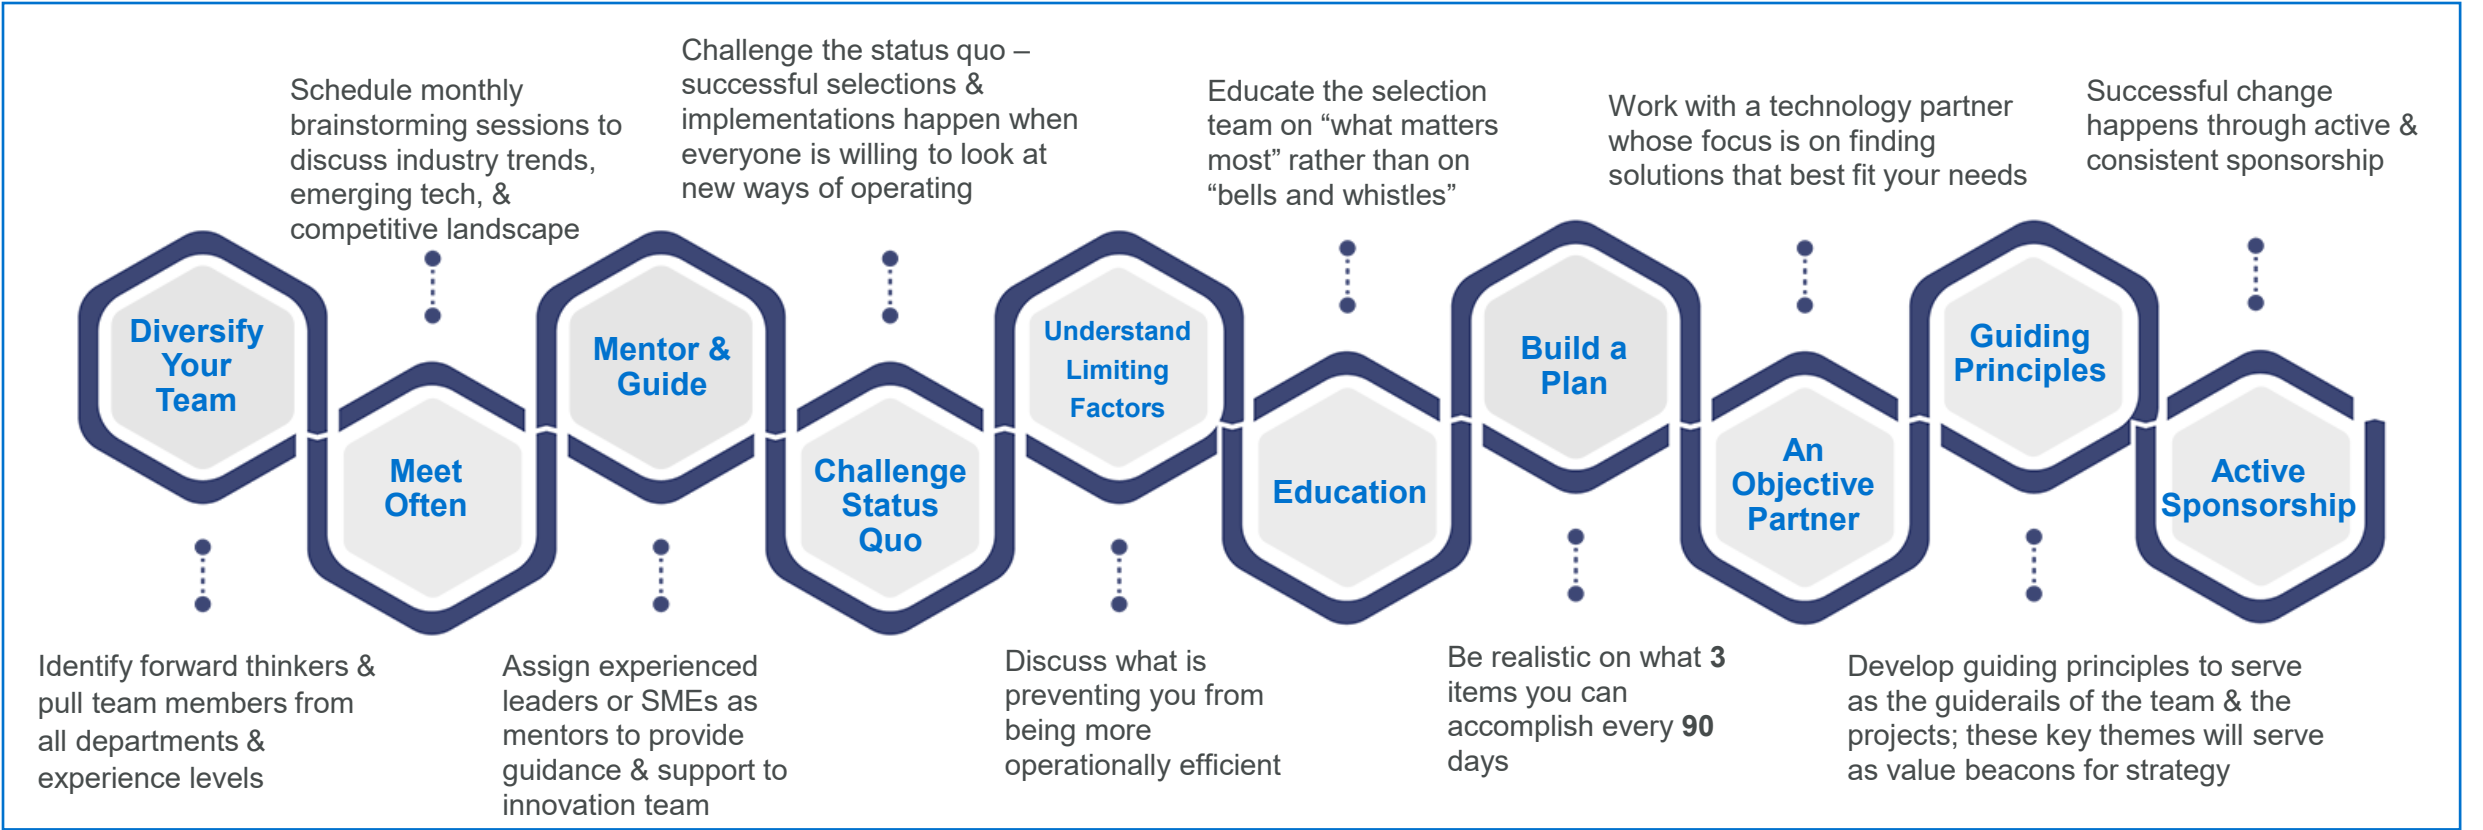 Diversify
Your
Team
Identify forward thinkers &
pull team members from
all departments &
experience levels
Schedule monthly
brainstorming sessions to
discuss industry trends,
emerging tech, &
competitive landscape
Meet
Often
Mentor &
Guide
Assign experienced
leaders or SMEs as
mentors to provide
guidance & support to
innovation team
Challenge the status quo –
successful selections &
implementations happen when
everyone is willing to look at
new ways of operating
Challenge
Status
Quo
Understand
Limiting
Factors
Discuss what is
preventing you from
being more
operationally efficient
Educate the selection
team on “what matters
most” rather than on
“bells and whistles”
Education
Build a
Plan
Be realistic on what 3
items you can
accomplish every 90
days
Work with a technology partner
whose focus is on finding
solutions that best fit your needs
An
Objective
Partner
Guiding
Principles
Develop guiding principles to serve
as the guiderails of the team & the
projects; these key themes will serve
as value beacons for strategy
Successful change
happens through active &
consistent sponsorship
Active
Sponsorship